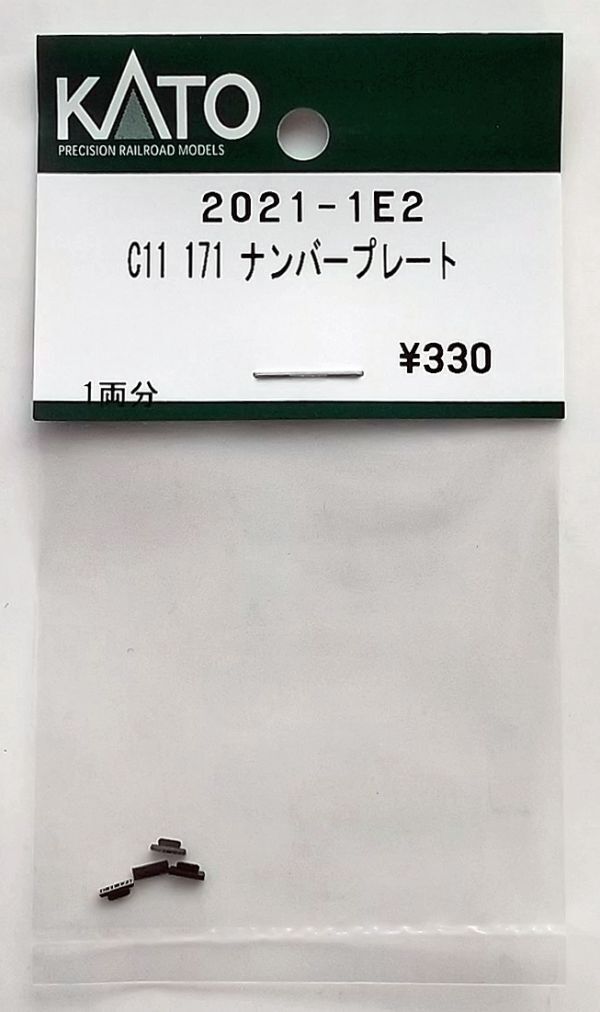 KATO
PRECISION RAILROAD MODELS
2021-1E2
C11 171 ナンバープレート
¥330
1両分